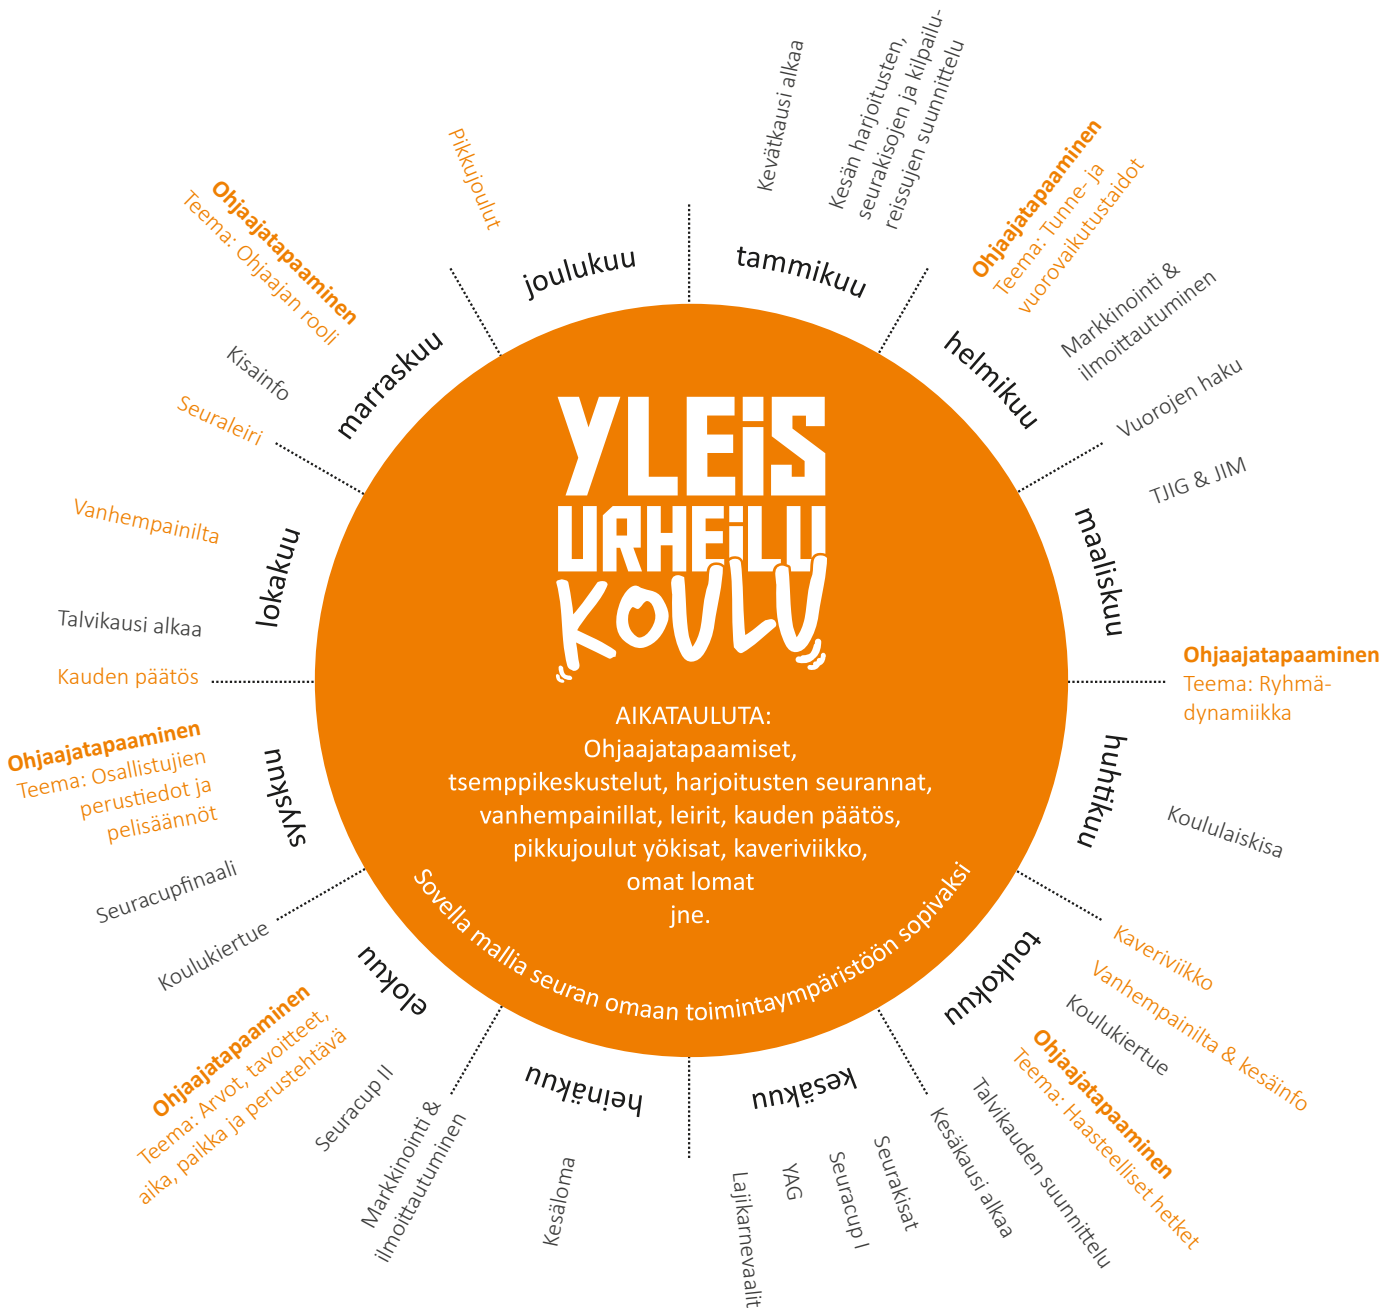 YLEIS
URHEILU
KOULU
AIKATAULUTA:
Ohjaajatapaamiset,
tsemppikeskustelut, harjoitusten seurannat,
vanhempainillat, leirit, kauden päätös,
pikkujoulut yökisat, kaveriviikko,
omat lomat
jne.
Sovella mallia seuran omaan toimintaympäristöön sopivaksi
tammikuu
Kevätkausi alkaa
Kesän harjoitusten,
seurakisojen ja kilpailu-
reissujen suunnittelu
helmikuu
Ohjaajatapaaminen
Teema: Tunne- ja
vuorovaikutustaidot
Markkinointi &
ilmoittautuminen
Vuorojen haku
maaliskuu
TJIG & JIM
Ohjaajatapaaminen
Teema: Ryhmä-
dynamiikka
huhtikuu
Koululaiskisa
toukokuu
Kaveriviikko
Vanhempainilta & kesäinfo
Koulukiertue
Ohjaajatapaaminen
Teema: Haasteelliset hetket
Talvikauden suunnittelu
Kesäkausi alkaa
kesäkuu
Seurakisat
Seuracup I
YAG
Lajikarnevaalit
heinäkuu
Kesäloma
Markkinointi &
ilmoittautuminen
elokuu
Seuracup II
Ohjaajatapaaminen
Teema: Arvot, tavoitteet,
aika, paikka ja perustehtävä
Koulukiertue
syyskuu
Seuracupfinaali
Ohjaajatapaaminen
Teema: Osallistujien
perustiedot ja
pelisäännöt
Kauden päätös
lokakuu
Talvikausi alkaa
Vanhempainilta
Seuraleiri
marraskuu
Kisainfo
Ohjaajatapaaminen
Teema: Ohjaajan rooli
joulukuu
Pikkujoulut